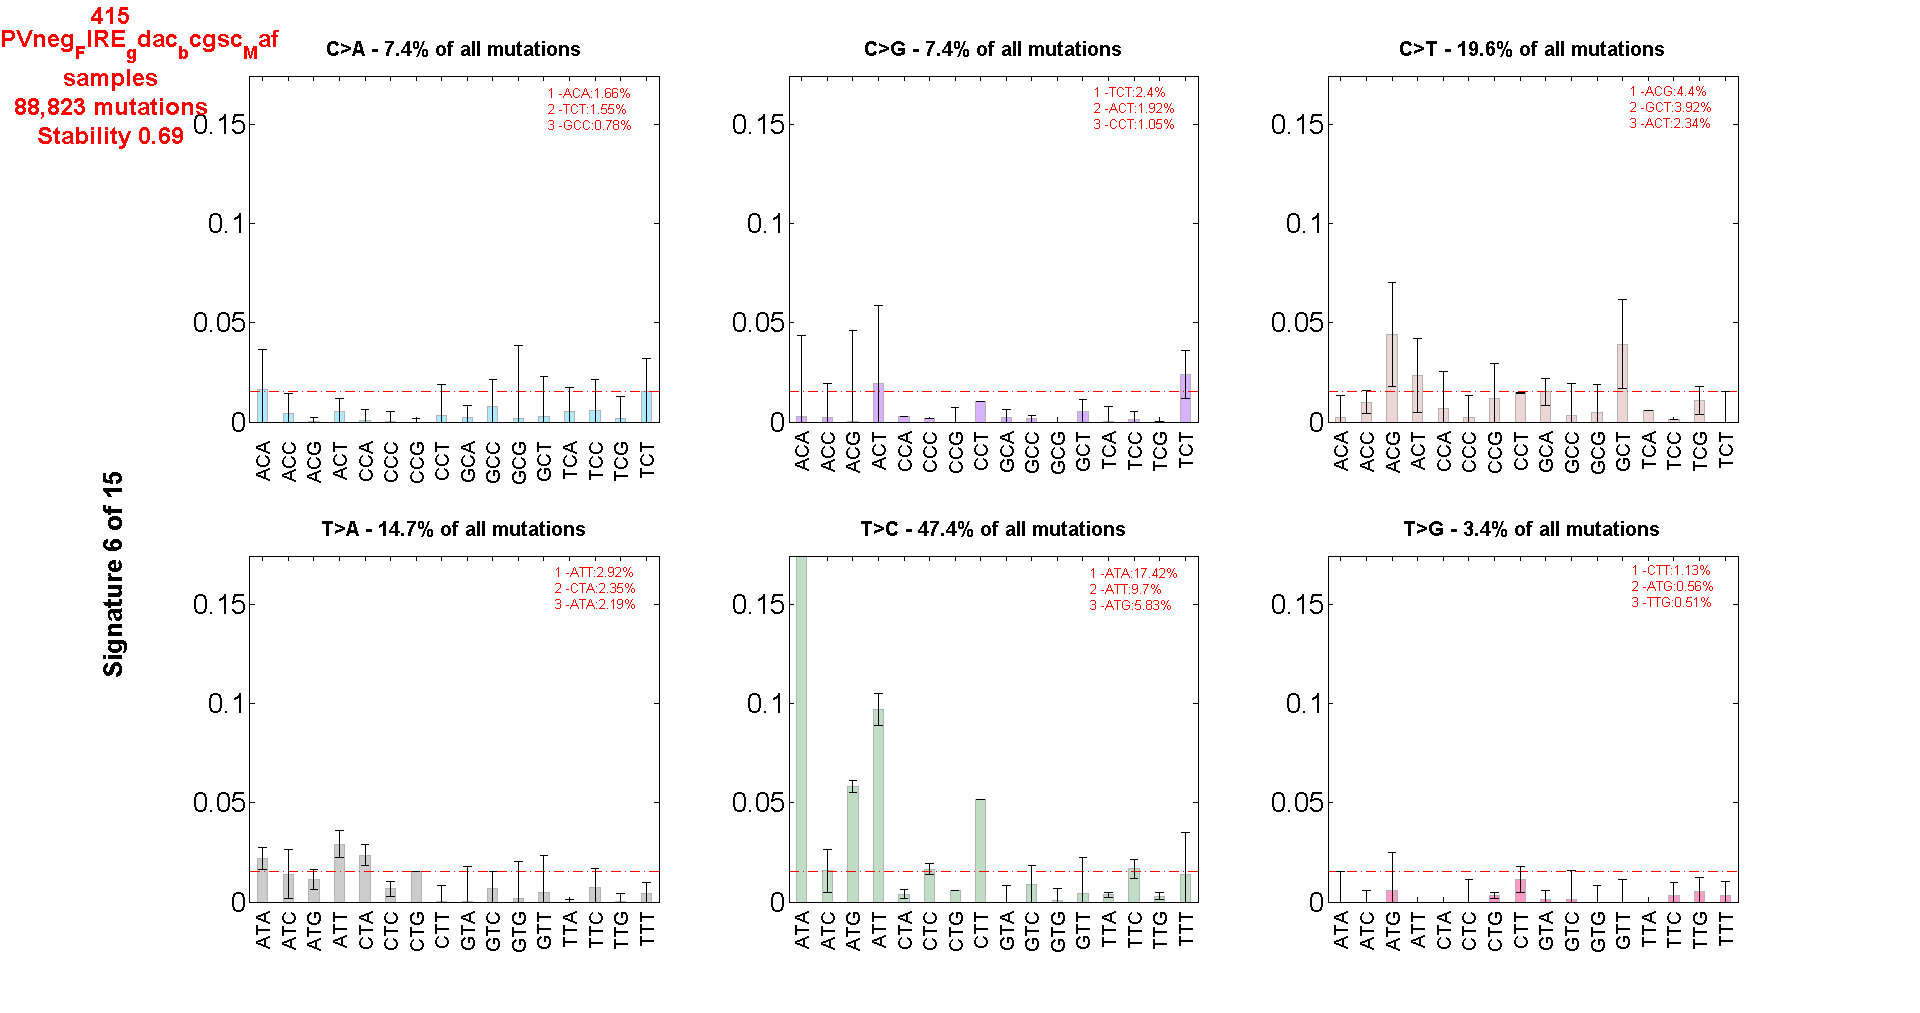 415
PVneg_FIRE_gdac_bcgsc_Maf
samples
88,823 mutations
Stability 0.69
Signature 6 of 15
C>A - 7.4% of all mutations
1 -ACA:1.66%
2 -TCT:1.55%
3 -GCC:0.78%
0.15
0.1
0.05
0
ACA ACC ACG ACT CCA CCC CCG CCT GCA GCC GCG GCT TCA TCC TCG TCT
C>G - 7.4% of all mutations
1 -TCT:2.4%
2 -ACT:1.92%
3 -CCT:1.05%
0.15
0.1
0.05
0
ACA ACC ACG ACT CCA CCC CCG CCT GCA GCC GCG GCT TCA TCC TCG TCT
C>T - 19.6% of all mutations
1 -ACG:4.4%
2 -GCT:3.92%
3 -ACT:2.34%
0.15
0.1
0.05
0
ACA ACC ACG ACT CCA CCC CCG CCT GCA GCC GCG GCT TCA TCC TCG TCT
T>A - 14.7% of all mutations
1 -ATT:2.92%
2 -CTA:2.35%
3 -ATA:2.19%
0.15
0.1
0.05
0
ATA ATC ATG ATT CTA CTC CTG CTT GTA GTC GTG GTT TTA TTC TTG TTT
T>C - 47.4% of all mutations
1 -ATA:17.42%
2 -ATT:9.7%
3 -ATG:5.83%
0.15
0.1
0.05
0
ATA ATC ATG ATT CTA CTC CTG CTT GTA GTC GTG GTT TTA TTC TTG TTT
T>G - 3.4% of all mutations
1 -CTT:1.13%
2 -ATG:0.56%
3 -TTG:0.51%
0.15
0.1
0.05
0
ATA ATC ATG ATT CTA CTC CTG CTT GTA GTC GTG GTT TTA TTC TTG TTT